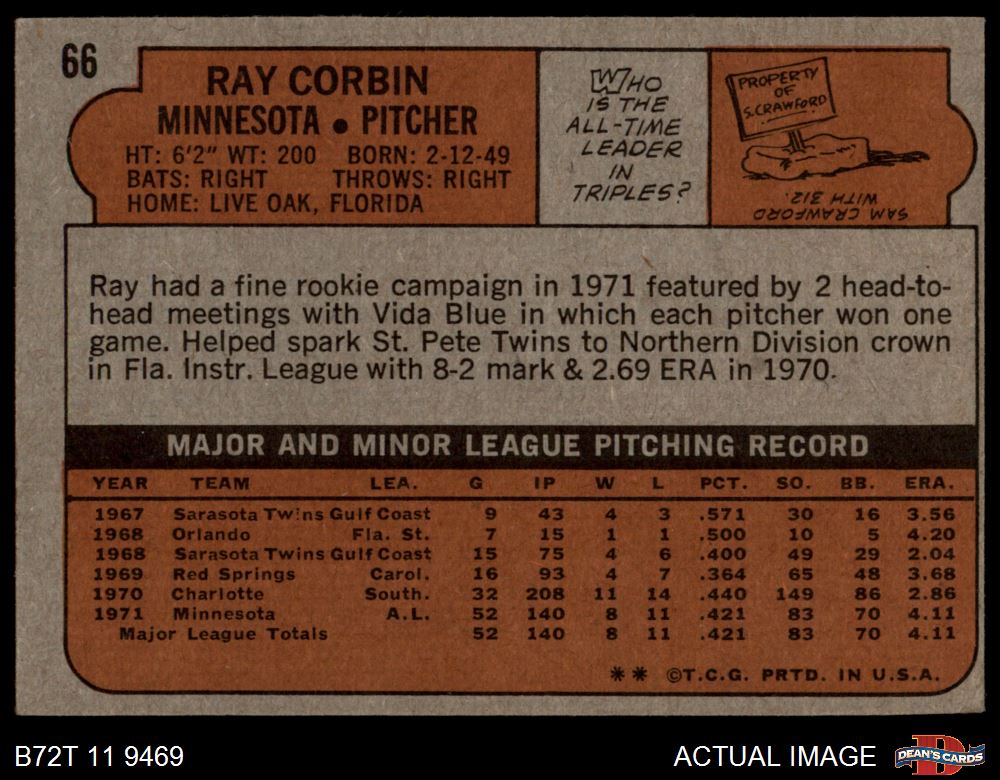 66
RAY CORBIN
MINNESOTA • PITCHER
HT: 6'2" WT: 200 BORN: 2-12-49
BATS: RIGHT THROWS: RIGHT
HOME: LIVE OAK, FLORIDA
WHO
IS THE
ALL-TIME
LEADER
IN
TRIPLES?
PROPERTY
OF
S.CRAWFORD
SAM CRAWFORD
WITH 312.
Ray had a fine rookie campaign in 1971 featured by 2 head-to-
head meetings with Vida Blue in which each pitcher won one
game. Helped spark St. Pete Twins to Northern Division crown
in Fla. Instr. League with 8-2 mark & 2.69 ERA in 1970.
MAJOR AND MINOR LEAGUE PITCHING RECORD
YEAR TEAM LEA. G IP W L PCT. SO. BB. ERA.
1967 Sarasota Twins Gulf Coast 9 43 4 3 .571 30 16 3.56
1968 Orlando Fla. St. 7 15 1 1 .500 10 5 4.20
1968 Sarasota Twins Gulf Coast 15 75 4 6 .400 49 29 2.04
1969 Red Springs Carol. 16 93 4 7 .364 65 48 3.68
1970 Charlotte South. 32 208 11 14 .440 149 86 2.86
1971 Minnesota A.L. 52 140 8 11 .421 83 70 4.11
Major League Totals 52 140 8 11 .421 83 70 4.11
** ©T.C.G. PRTD. IN U.S.A.
B72T 11 9469
ACTUAL IMAGE
D
DEAN'S CARDS